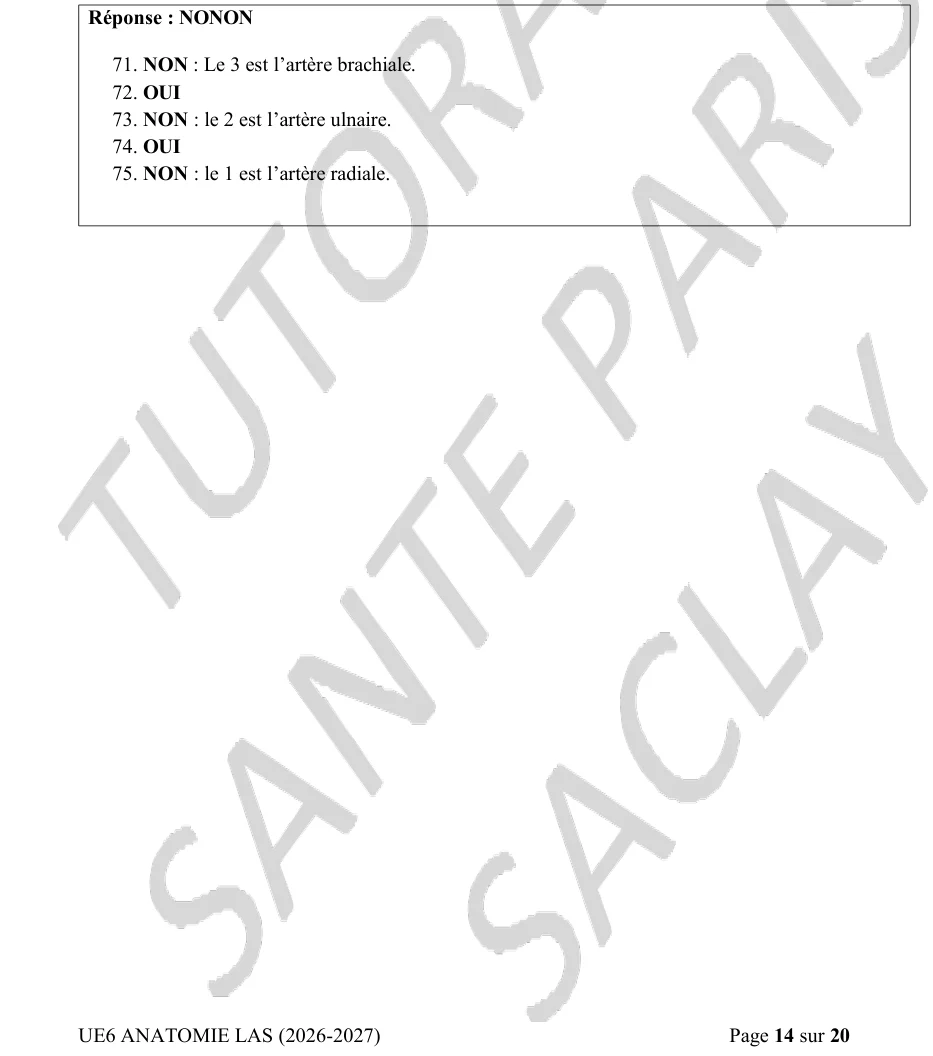 Réponse : NONON
71. NON : Le 3 est l’artère brachiale.
72. OUI
73. NON : le 2 est l’artère ulnaire.
74. OUI
75. NON : le 1 est l’artère radiale.
TUTORA
SANTE PARIS
SACLAY
UE6 ANATOMIE LAS (2026-2027) Page 14 sur 20